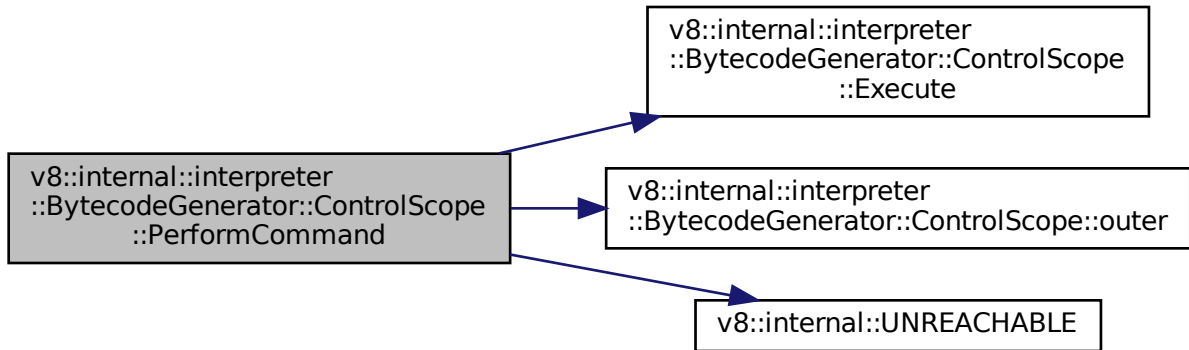 v8::internal::interpreter
::BytecodeGenerator::ControlScope
::Execute
v8::internal::interpreter
::BytecodeGenerator::ControlScope
::PerformCommand
v8::internal::interpreter
::BytecodeGenerator::ControlScope::outer
v8::internal::UNREACHABLE